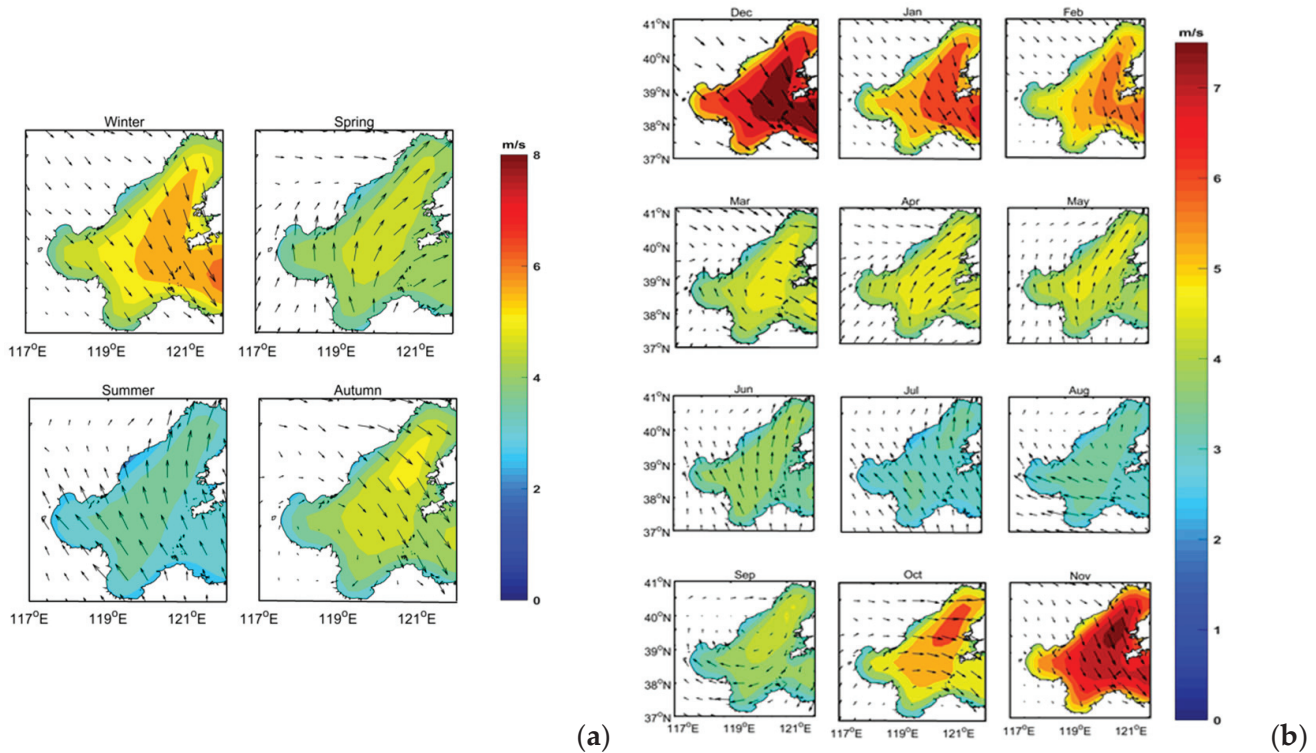 Winter Spring m/s
8
6
4
2
0
117°E 119°E 121°E 117°E 119°E 121°E
Summer Autumn
117°E 119°E 121°E 117°E 119°E 121°E
(a)
Dec Jan Feb m/s
41°N
40°N
39°N
38°N
37°N
Mar Apr May
41°N
40°N
39°N
38°N
37°N
Jun Jul Aug
41°N
40°N
39°N
38°N
37°N
Sep Oct Nov
41°N
40°N
39°N
38°N
37°N
117°E 119°E 121°E 117°E 119°E 121°E 117°E 119°E 121°E
7
6
5
4
3
2
1
0
(b)